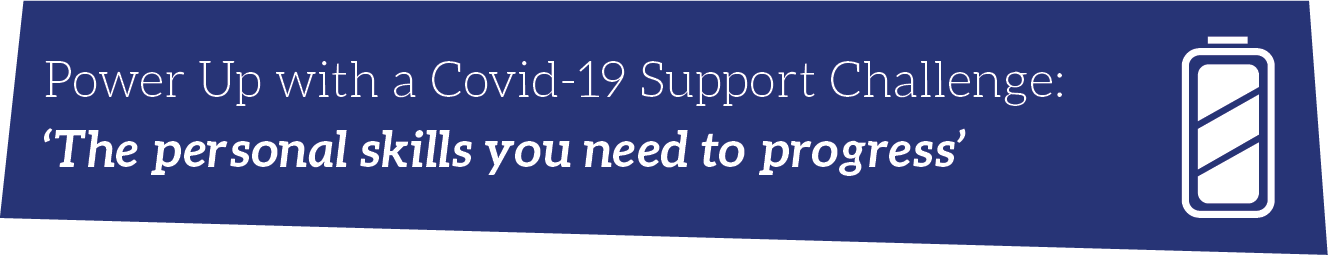 Power Up with a Covid-19 Support Challenge:
‘The personal skills you need to progress’